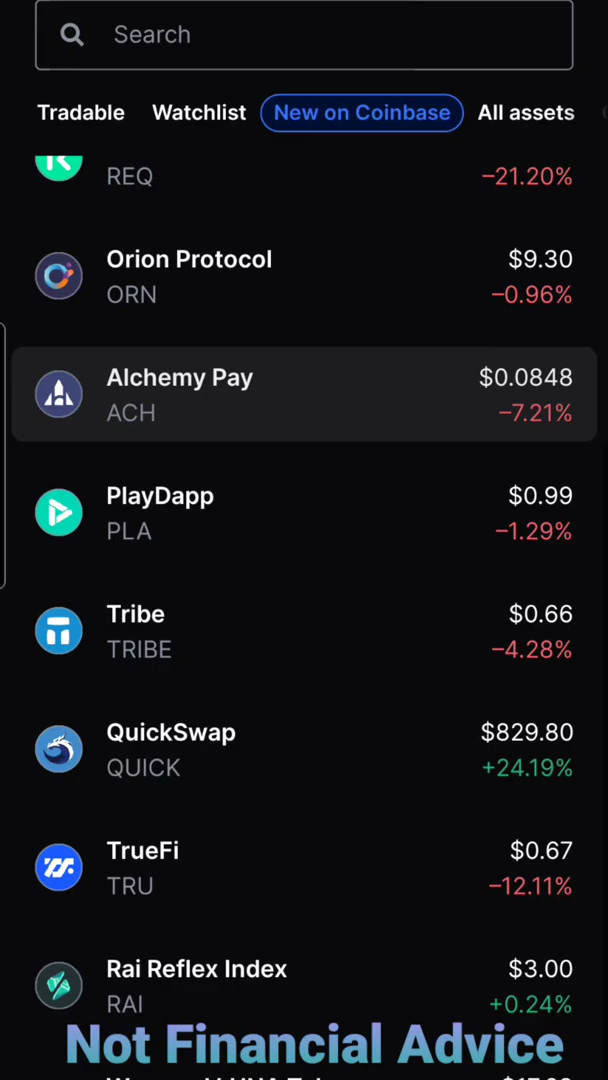 Search
Tradable Watchlist New on Coinbase All assets
REQ -21.20%
Orion Protocol $9.30
ORN -0.96%
Alchemy Pay $0.0848
ACH -7.21%
PlayDapp $0.99
PLA -1.29%
Tribe $0.66
TRIBE -4.28%
QuickSwap $829.80
QUICK +24.19%
TrueFi $0.67
TRU -12.11%
Rai Reflex Index $3.00
RAI +0.24%
Not Financial Advice